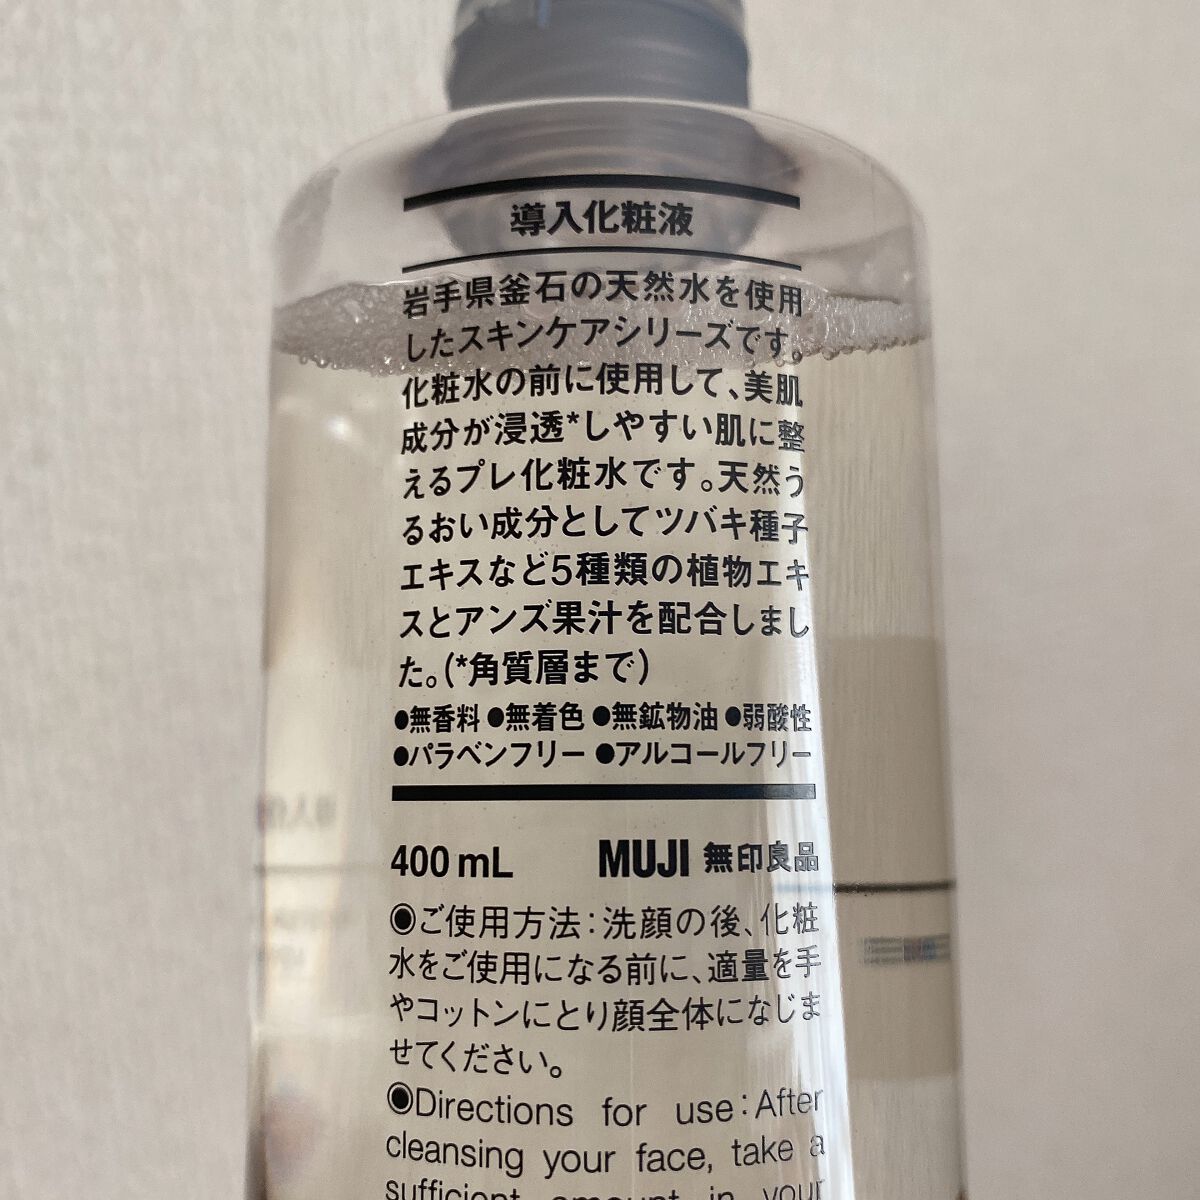 導入化粧液
岩手県釜石の天然水を使用
したスキンケアシリーズです。
化粧水の前に使用して、美肌
成分が浸透*しやすい肌に整
えるプレ化粧水です。天然う
るおい成分としてツバキ種子
エキスなど5種類の植物エキ
スとアンズ果汁を配合しまし
た。(*角質層まで)
●無香料 ●無着色 ●無鉱物油 ●弱酸性
●パラベンフリー ●アルコールフリー
400 mL MUJI 無印良品
◉ご使用方法：洗顔の後、化粧
水をご使用になる前に、適量を手
やコットンにとり顔全体になじま
せてください。
◉Directions for use：After
cleansing your face, take a
sufficient amount in your